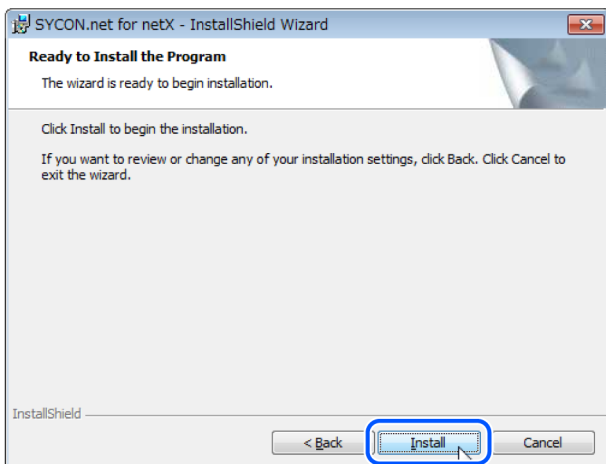 SYCON.net for netX - InstallShield Wizard
Ready to Install the Program
The wizard is ready to begin installation.
Click Install to begin the installation.
If you want to review or change any of your installation settings, click Back. Click Cancel to
exit the wizard.
InstallShield
< Back
Install
Cancel